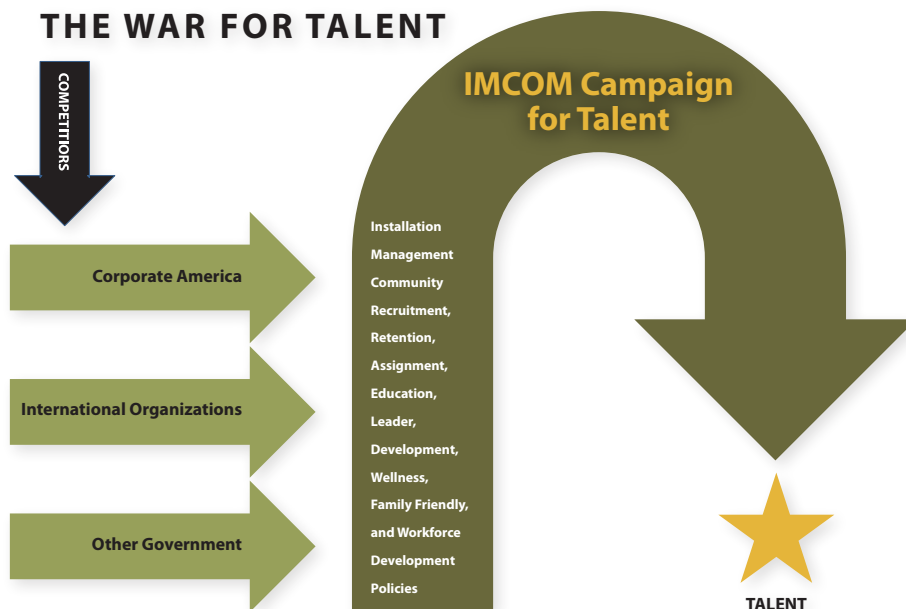 THE WAR FOR TALENT
COMPETITIORS
IMCOM Campaign
for Talent
Corporate America
International Organizations
Other Government
Installation
Management
Community
Recruitment,
Retention,
Assignment,
Education,
Leader,
Development,
Wellness,
Family Friendly,
and Workforce
Development
Policies
TALENT